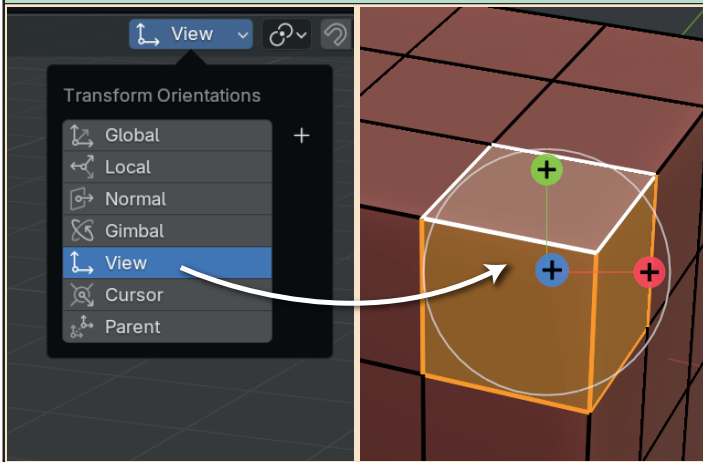 View
Transform Orientations
Global
Local
Normal
Gimbal
View
Cursor
Parent